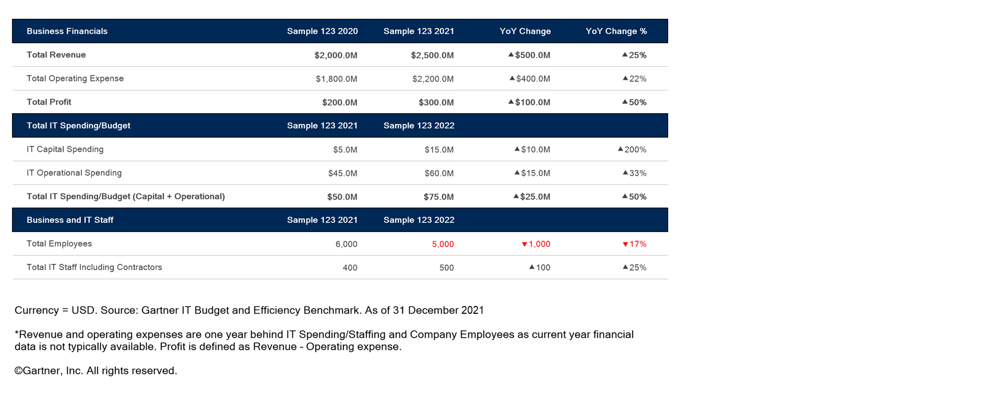 Business Financials Sample 123 2020 Sample 123 2021 YoY Change YoY Change %
Total Revenue $2,000.0M $2,500.0M ▲$500.0M ▲25%
Total Operating Expense $1,800.0M $2,200.0M ▲$400.0M ▲22%
Total Profit $200.0M $300.0M ▲$100.0M ▲50%
Total IT Spending/Budget Sample 123 2021 Sample 123 2022
IT Capital Spending $5.0M $15.0M ▲$10.0M ▲200%
IT Operational Spending $45.0M $60.0M ▲$15.0M ▲33%
Total IT Spending/Budget (Capital + Operational) $50.0M $75.0M ▲$25.0M ▲50%
Business and IT Staff Sample 123 2021 Sample 123 2022
Total Employees 6,000 5,000 ▼1,000 ▼17%
Total IT Staff Including Contractors 400 500 ▲100 ▲25%
Currency = USD. Source: Gartner IT Budget and Efficiency Benchmark. As of 31 December 2021
*Revenue and operating expenses are one year behind IT Spending/Staffing and Company Employees as current year financial
data is not typically available. Profit is defined as Revenue - Operating expense.
©Gartner, Inc. All rights reserved.